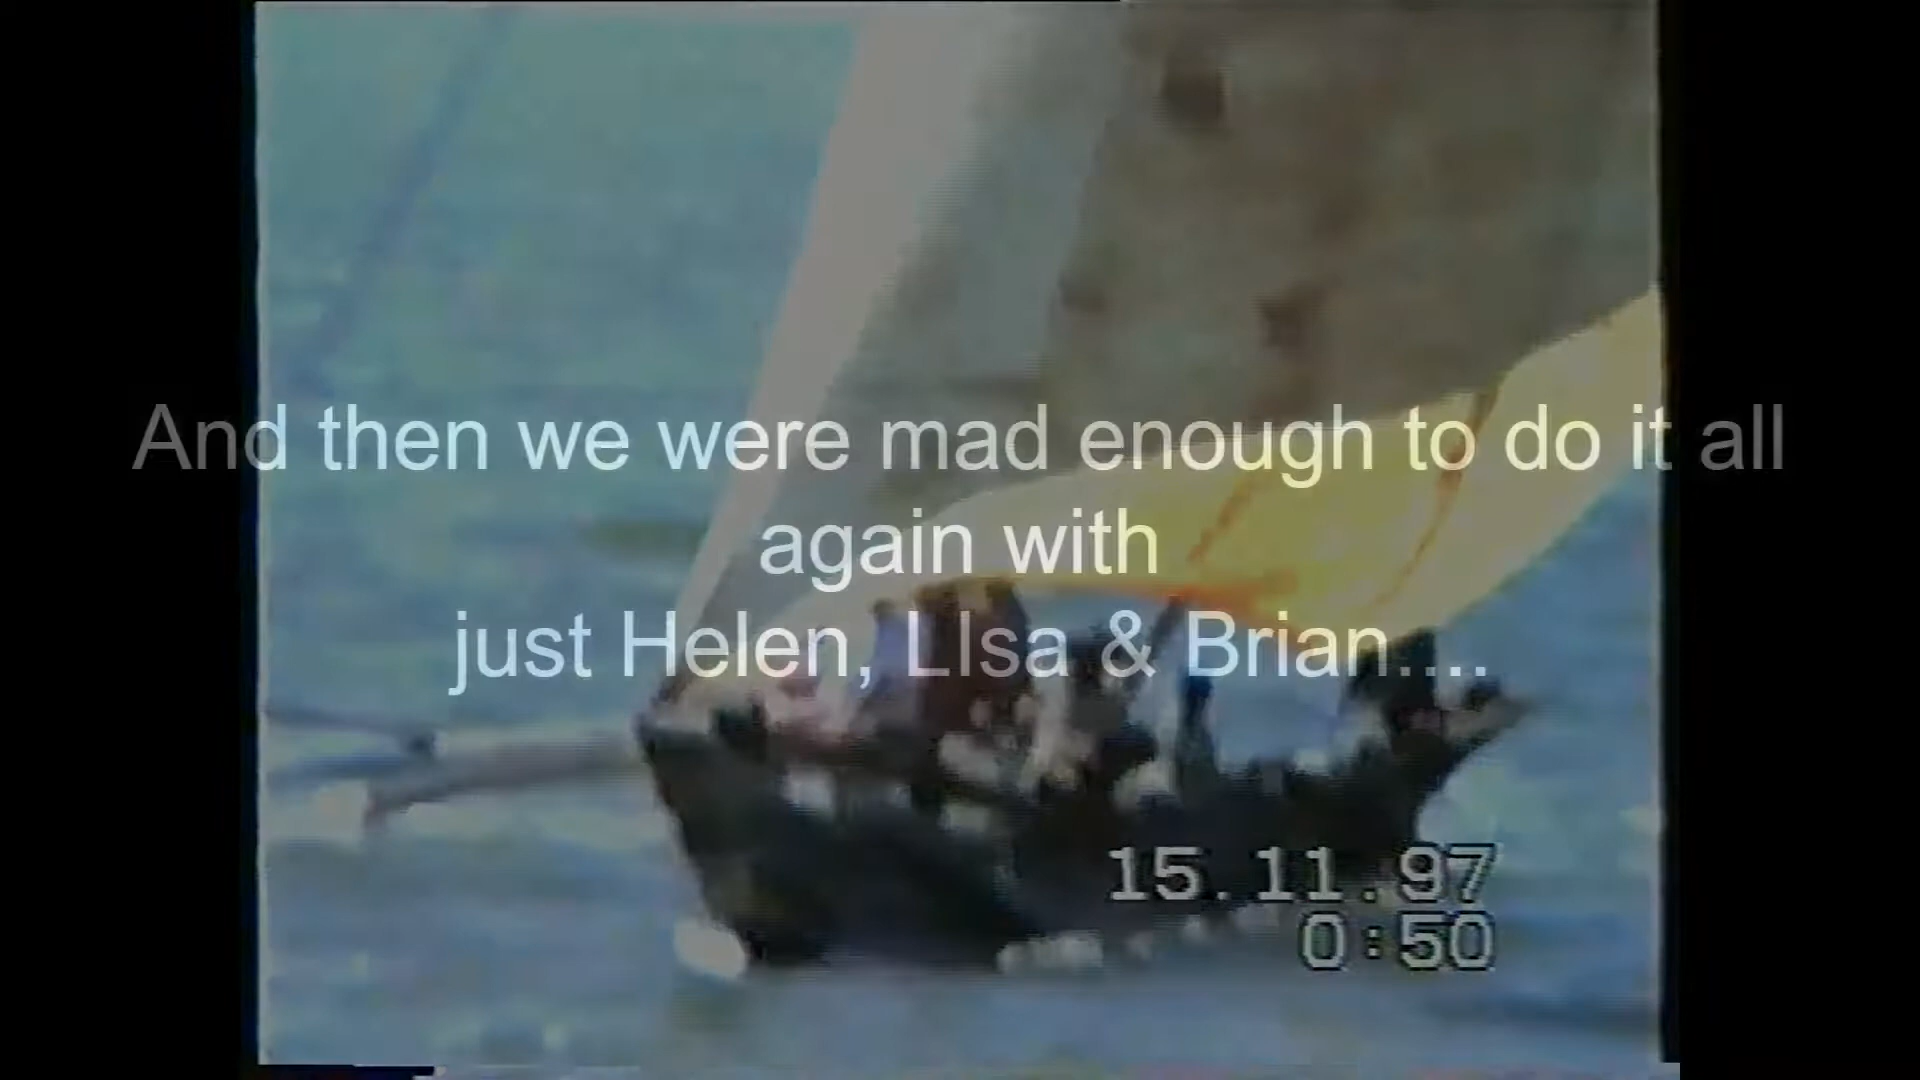 And then we were mad enough to do it all
again with
just Helen, LIsa & Brian....
15.11.97
0:50